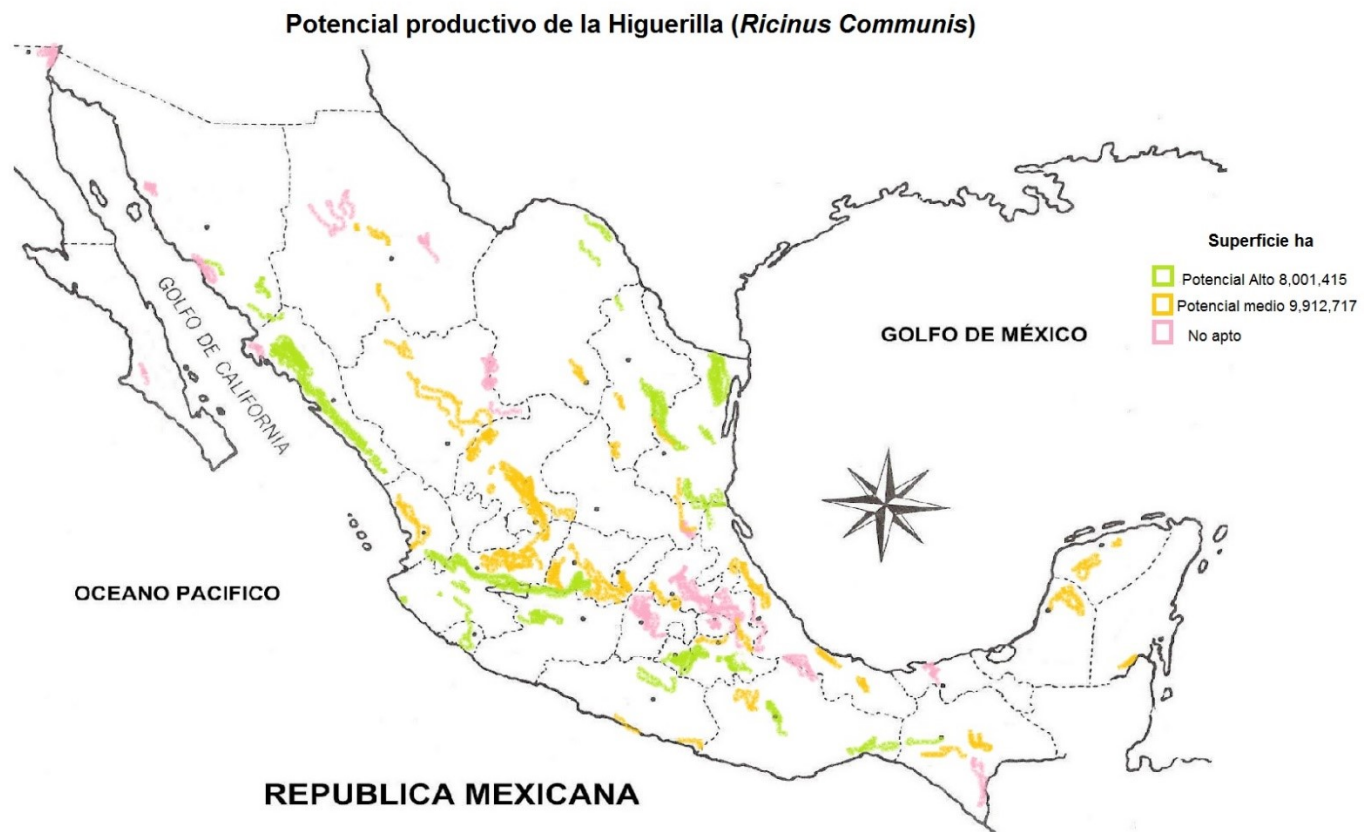 Potencial productivo de la Higuerilla (Ricinus Communis)
GOLFO DE CALIFORNIA
OCEANO PACIFICO
REPUBLICA MEXICANA
GOLFO DE MÉXICO
Superficie ha
Potencial Alto 8,001,415
Potencial medio 9,912,717
No apto